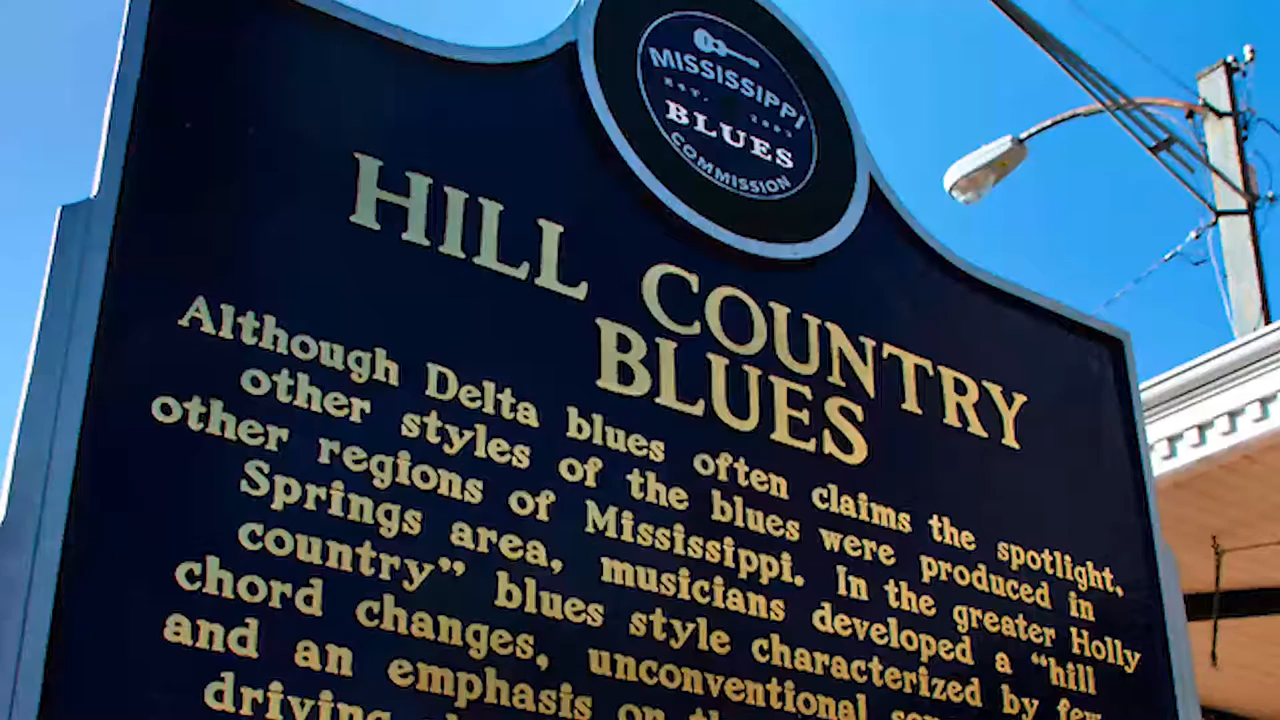 MISSISSIPPI
EST. 2003
BLUES
COMMISSION
HILL COUNTRY
BLUES
Although Delta blues often claims the spotlight,
other styles of the blues were produced in
other regions of Mississippi. In the greater Holly
Springs area, musicians developed a “hill
country” blues style characterized by few
chord changes, unconventional
and an emphasis on
driving